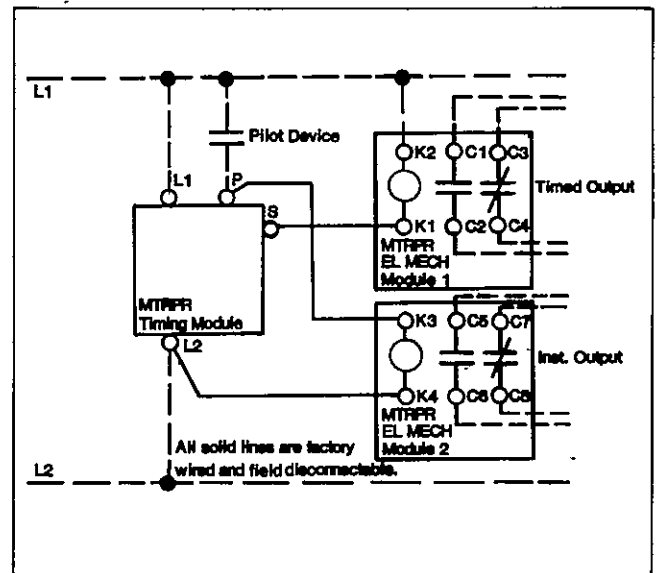 L1
Pilot Device
L1
P
S
K2
C1
C3
Timed Output
K1
C2
C4
MTRPR
EL MECH
Module 1
MTRPR
Timing Module
L2
K3
C5
C7
Inst. Output
K4
C6
C8
MTRPR
EL MECH
Module 2
All solid lines are factory
wired and field disconnectable.
L2